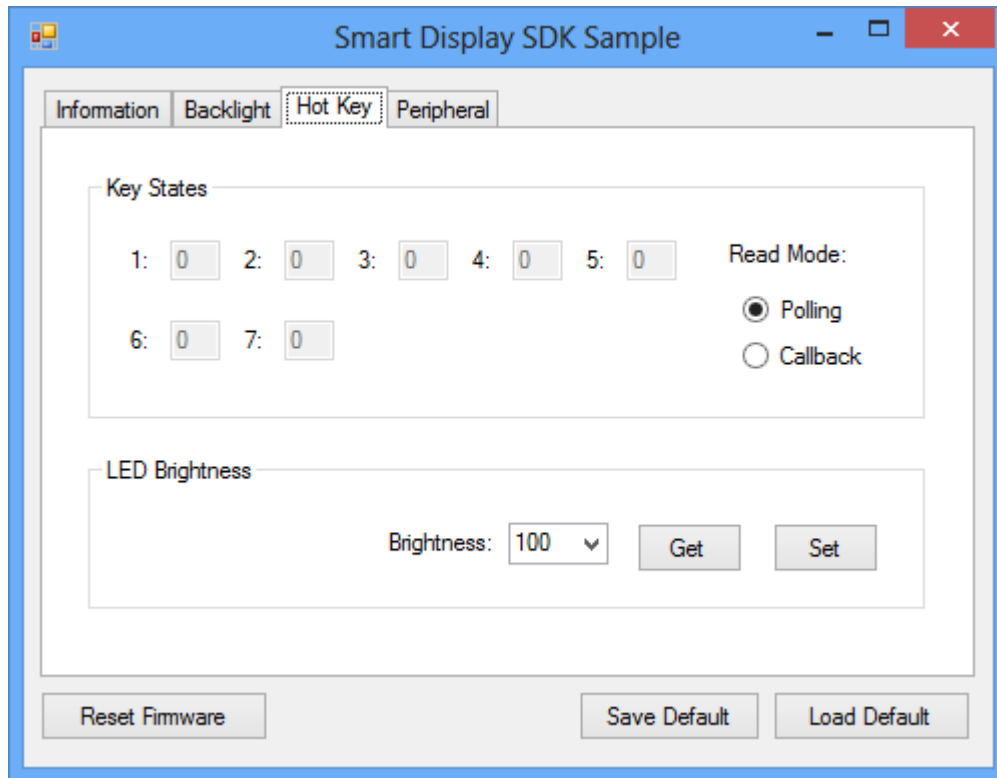 Smart Display SDK Sample
Information Backlight Hot Key Peripheral
Key States
1: 0 2: 0 3: 0 4: 0 5: 0
Read Mode:
Polling
6: 0 7: 0
Callback
LED Brightness
Brightness: 100 Get Set
Reset Firmware Save Default Load Default